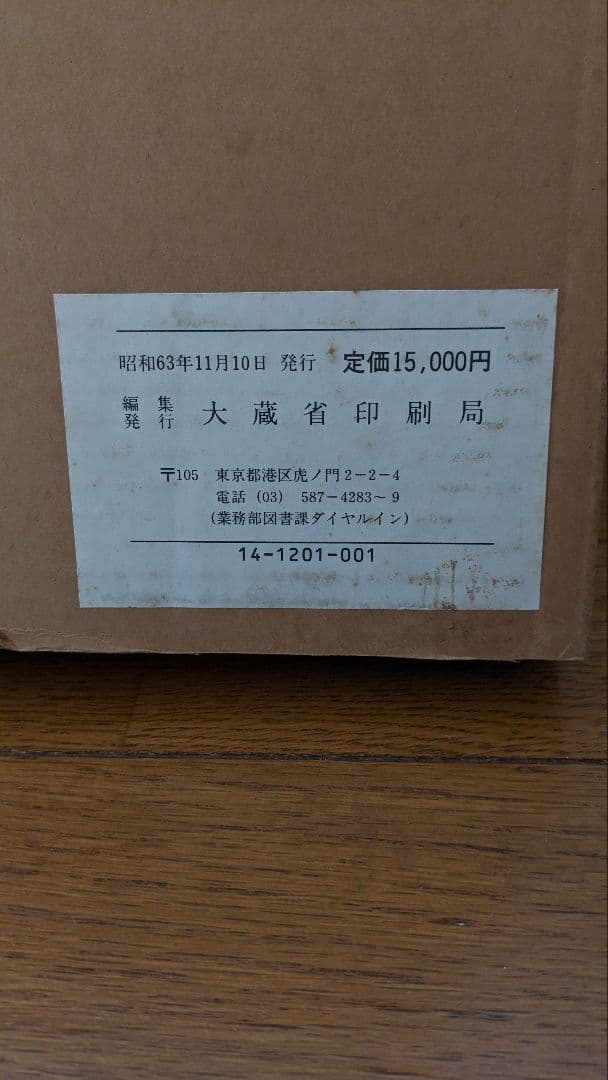 昭和63年11月10日 発行 定価15,000円
編集
発行 大蔵省印刷局
〒105 東京都港区虎ノ門2-2-4
電話 (03) 587-4283~9
(業務部図書課ダイヤルイン)
14-1201-001